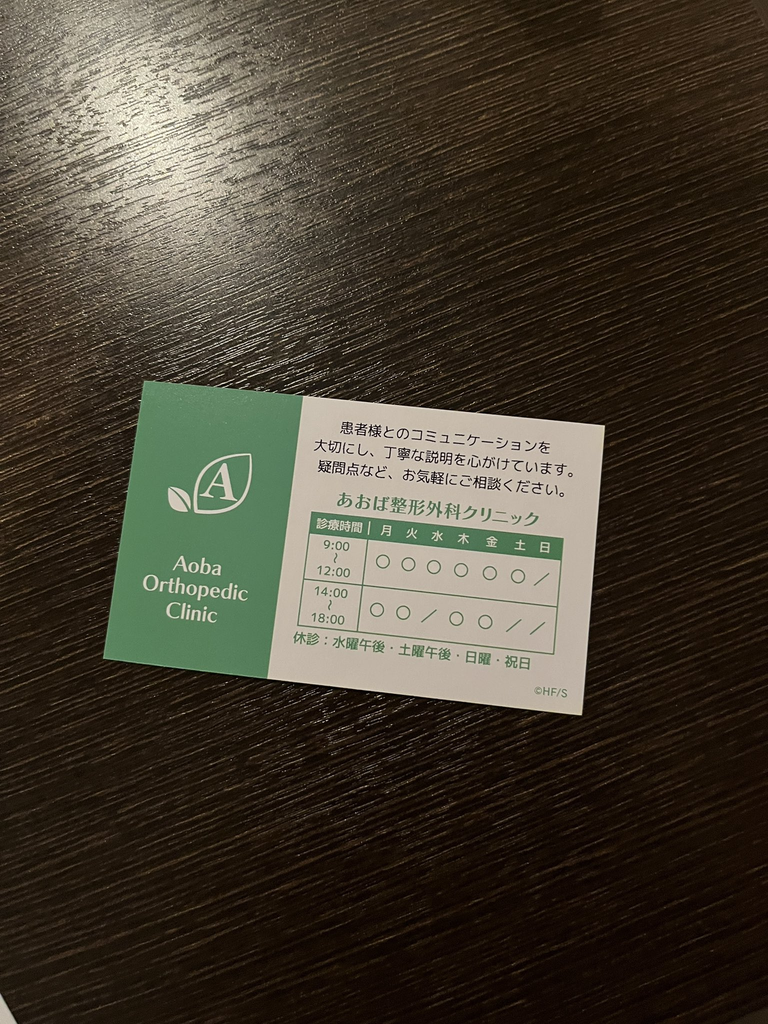 A
Aoba
Orthopedic
Clinic
患者様とのコミュニケーションを
大切にし、丁寧な説明を心がけています。
疑問点など、お気軽にご相談ください。
あおば整形外科クリニック
診療時間 月 火 水 木 金 土 日
9:00 〜 12:00 ○ ○ ○ ○ ○ ○ ／
14:00 〜 18:00 ○ ○ ／ ○ ○ ／ ／
休診：水曜午後・土曜午後・日曜・祝日
©HF/S